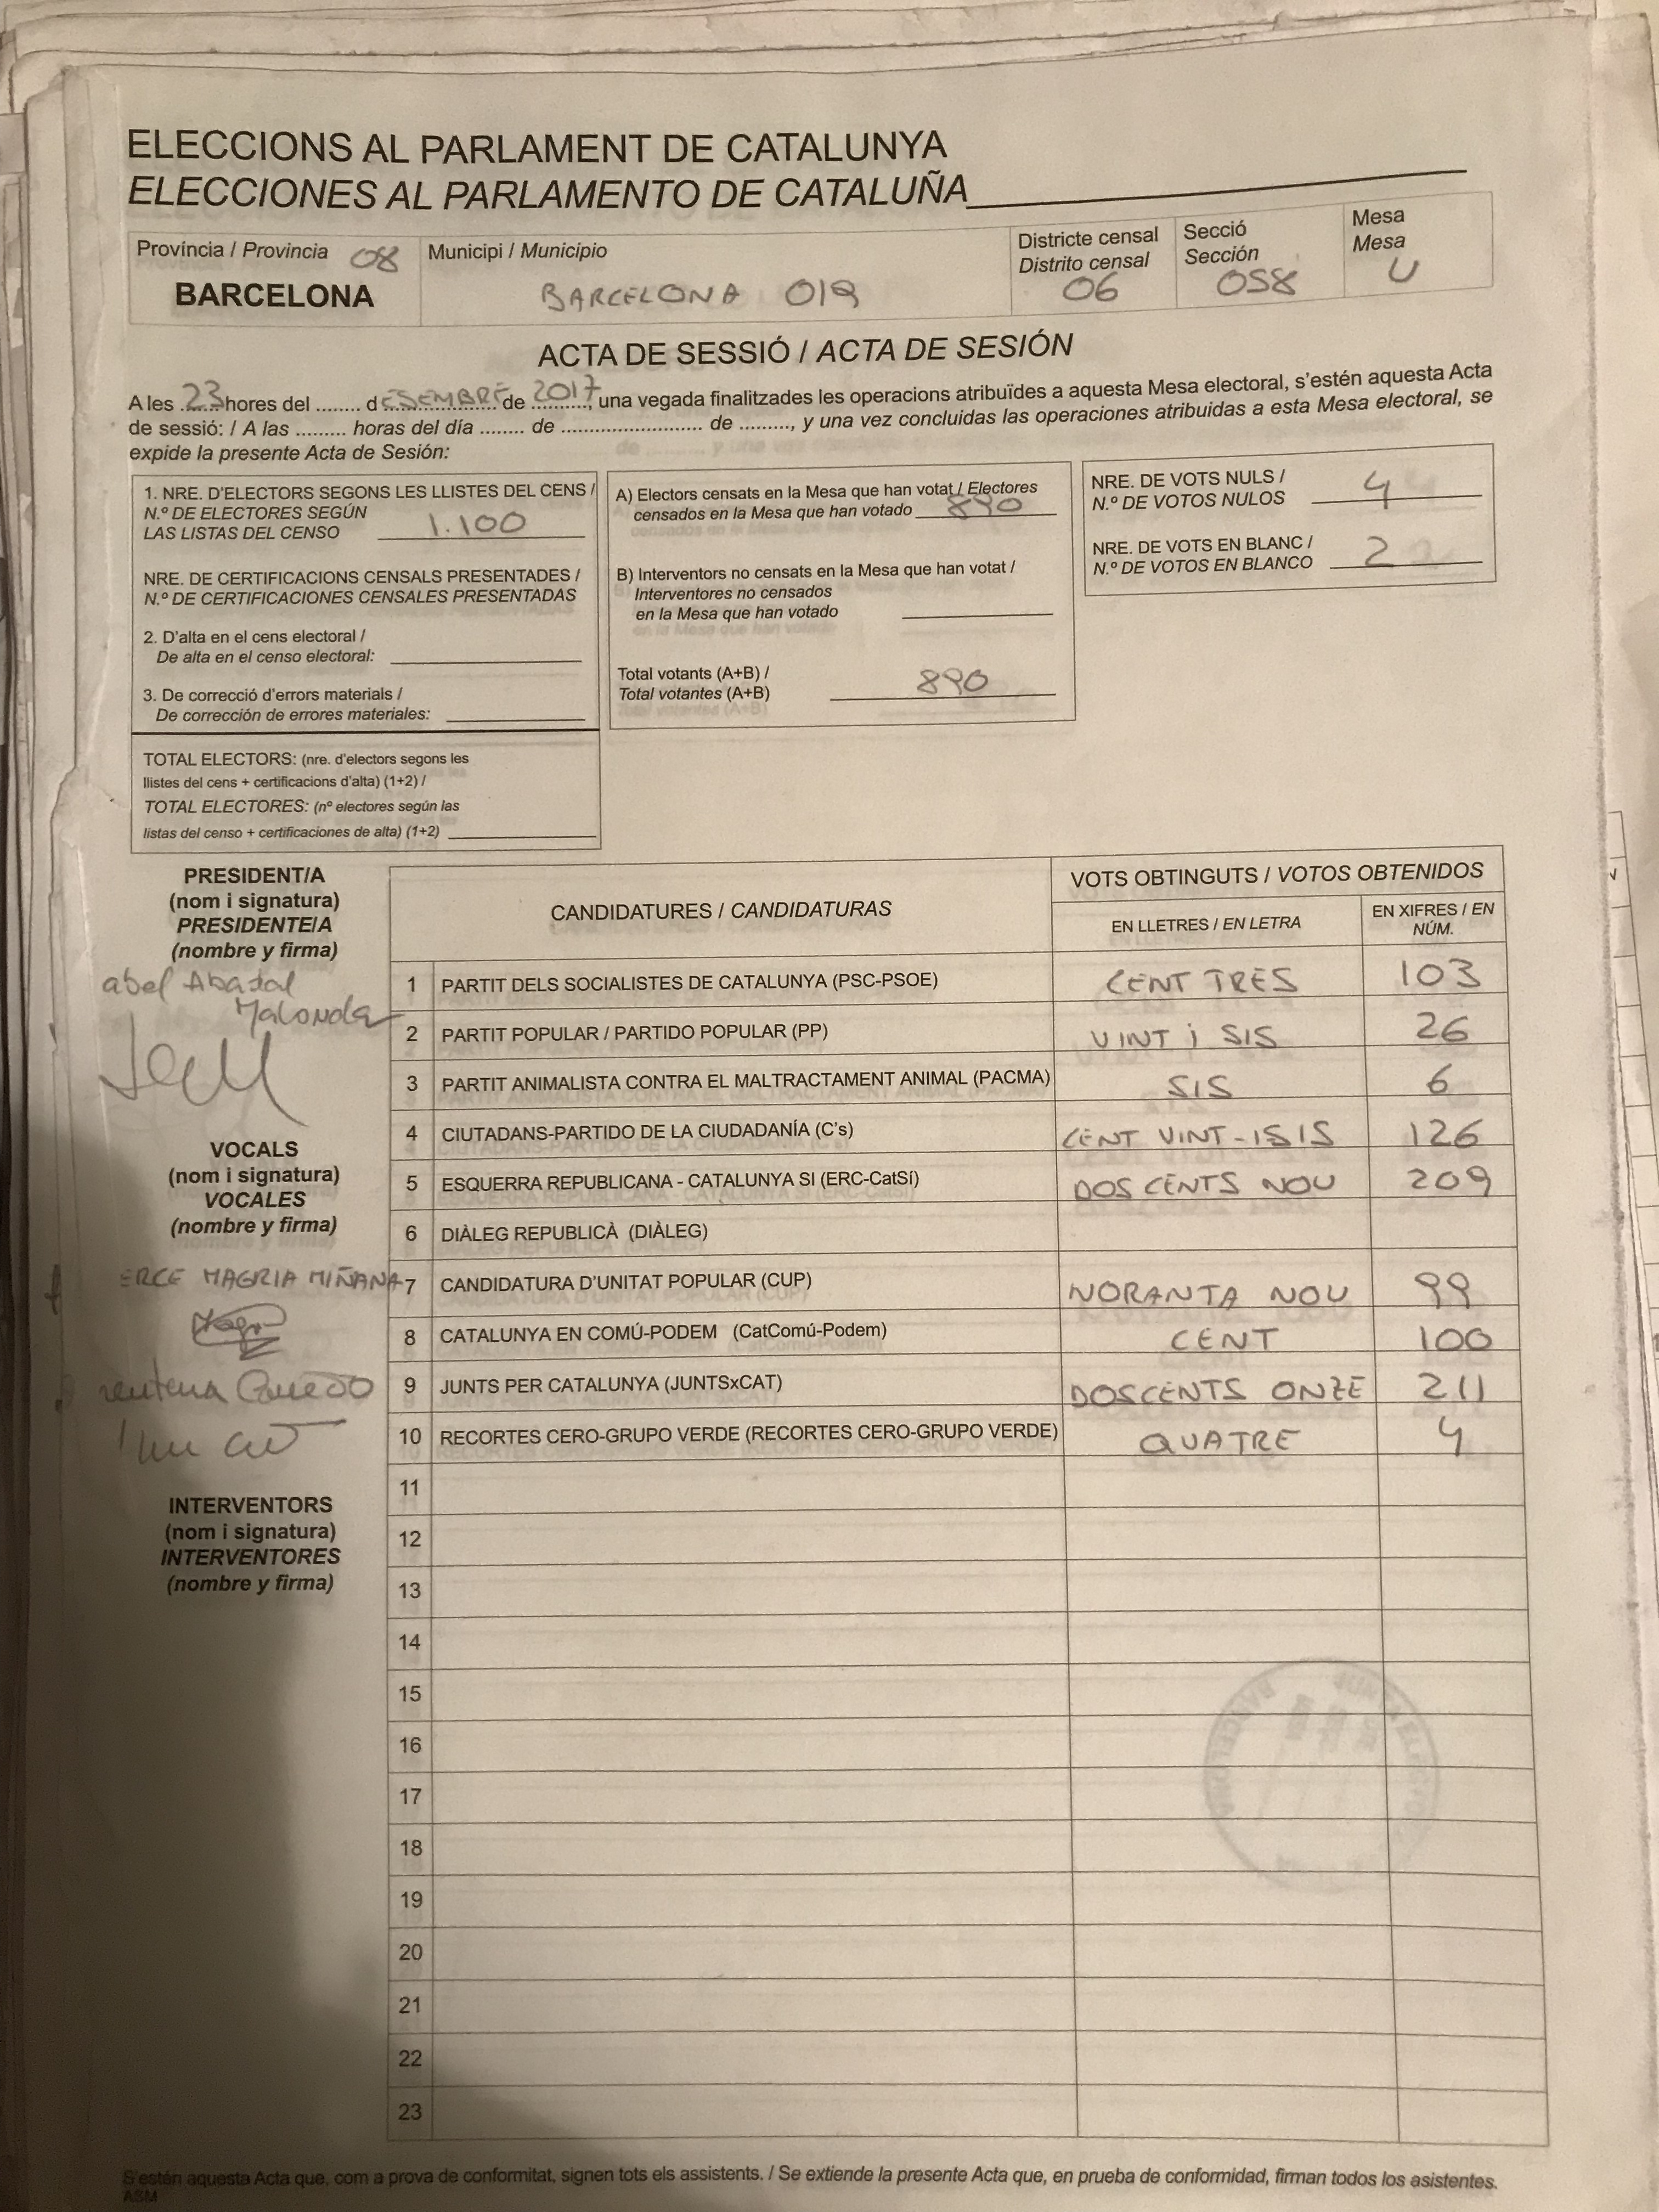 ELECCIONS AL PARLAMENT DE CATALUNYA
ELECCIONES AL PARLAMENTO DE CATALUÑA
Província / Provincia 08
BARCELONA
Municipi / Municipio
BARCELONA 019
Districte censal
Distrito censal
06
Secció
Sección
058
Mesa
Mesa
U
ACTA DE SESSIÓ / ACTA DE SESIÓN
A les 23 hores del ........ dESEMBRE de 2017, una vegada finalitzades les operacions atribuïdes a aquesta Mesa electoral, s'estén aquesta Acta
de sessió: / A las ......... horas del día ........ de ....................... de ........., y una vez concluidas las operaciones atribuidas a esta Mesa electoral, se
expide la presente Acta de Sesión:
1. NRE. D'ELECTORS SEGONS LES LLISTES DEL CENS /
N.º DE ELECTORES SEGÚN
LAS LISTAS DEL CENSO 1.100
NRE. DE CERTIFICACIONS CENSALS PRESENTADES /
N.º DE CERTIFICACIONES CENSALES PRESENTADAS
2. D'alta en el cens electoral /
De alta en el censo electoral:
3. De correcció d'errors materials /
De corrección de errores materiales:
TOTAL ELECTORS: (nre. d'electors segons les
llistes del cens + certificacions d'alta) (1+2) /
TOTAL ELECTORES: (nº electores según las
listas del censo + certificaciones de alta) (1+2)
A) Electors censats en la Mesa que han votat / Electores
censados en la Mesa que han votado 890
B) Interventors no censats en la Mesa que han votat /
Interventores no censados
en la Mesa que han votado
Total votants (A+B) /
Total votantes (A+B) 890
NRE. DE VOTS NULS /
N.º DE VOTOS NULOS 4
NRE. DE VOTS EN BLANC /
N.º DE VOTOS EN BLANCO 2
PRESIDENT/A
(nom i signatura)
PRESIDENTE/A
(nombre y firma)
abel Abadal
Malonda
VOCALS
(nom i signatura)
VOCALES
(nombre y firma)
ERCE MAGRIA MIÑANA
INTERVENTORS
(nom i signatura)
INTERVENTORES
(nombre y firma)
CANDIDATURES / CANDIDATURAS
VOTS OBTINGUTS / VOTOS OBTENIDOS
EN LLETRES / EN LETRA
EN XIFRES / EN
NÚM.
1 PARTIT DELS SOCIALISTES DE CATALUNYA (PSC-PSOE) CENT TRES 103
2 PARTIT POPULAR / PARTIDO POPULAR (PP) VINT i SIS 26
3 PARTIT ANIMALISTA CONTRA EL MALTRACTAMENT ANIMAL (PACMA) SIS 6
4 CIUTADANS-PARTIDO DE LA CIUDADANÍA (C's) CENT VINT-ISIS 126
5 ESQUERRA REPUBLICANA - CATALUNYA SI (ERC-CatSí) DOS CENTS NOU 209
6 DIÀLEG REPUBLICÀ (DIÀLEG)
7 CANDIDATURA D'UNITAT POPULAR (CUP) NORANTA NOU 99
8 CATALUNYA EN COMÚ-PODEM (CatComú-Podem) CENT 100
9 JUNTS PER CATALUNYA (JUNTSxCAT) DOSCENTS ONZE 211
10 RECORTES CERO-GRUPO VERDE (RECORTES CERO-GRUPO VERDE) QUATRE 4
11
12
13
14
15
16
17
18
19
20
21
22
23
S'estén aquesta Acta que, com a prova de conformitat, signen tots els assistents. / Se extiende la presente Acta que, en prueba de conformidad, firman todos los asistentes.
ASM